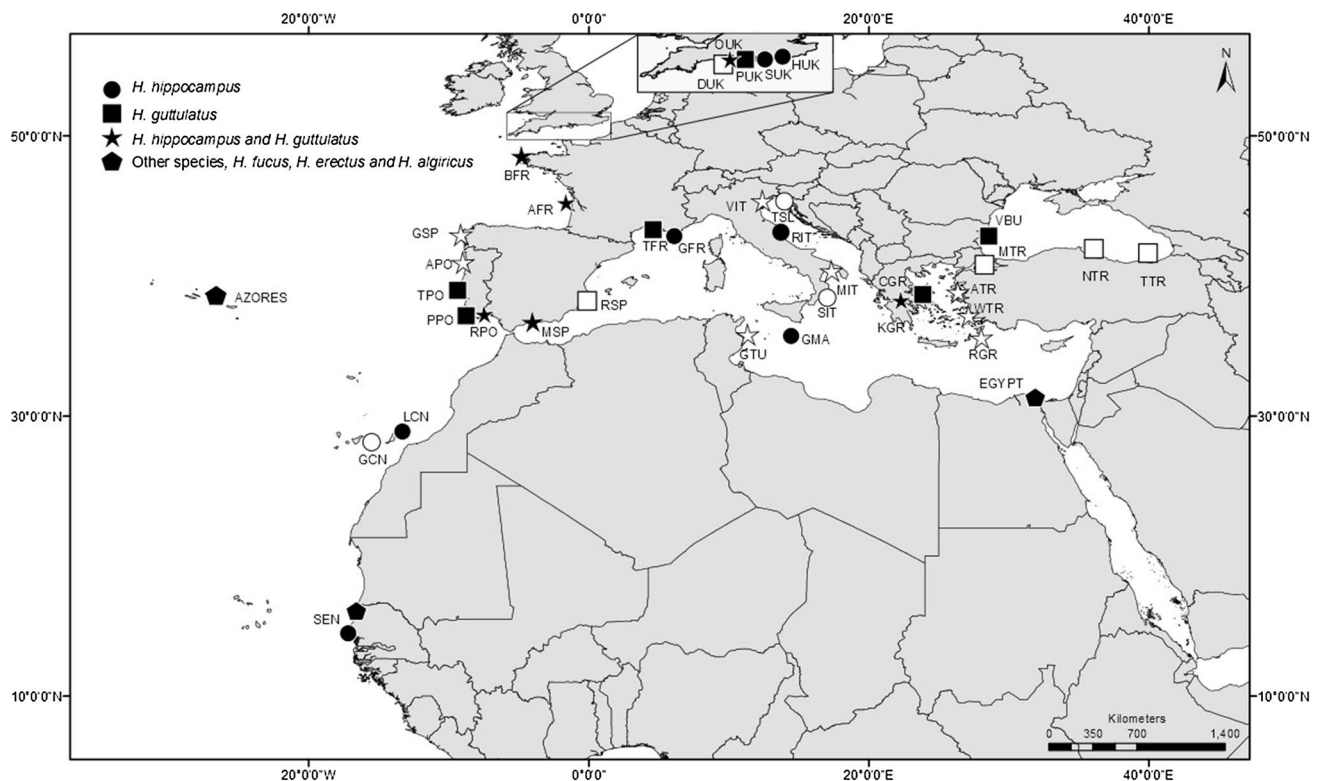 20°0'0"W 0°0'0" 20°0'0"E 40°0'0"E
OUK
HUK
SUK
PUK
DUK
N
H. hippocampus
H. guttulatus
H. hippocampus and H. guttulatus
Other species, H. fucus, H. erectus and H. algiricus
50°0'0"N 50°0'0"N
BFR
AFR
VIT
TSL
GSP
VBU
RIT
TFR
GFR
MTR
APO
NTR
TTR
CGR
MIT
ATR
AZORES
TPO
RSP
SIT
WTR
PPO
RPO
MSP
KGR
GMA
GTU
RGR
EGYPT
LCN
30°0'0"N 30°0'0"N
GCN
SEN
10°0'0"N 10°0'0"N
Kilometers
0 350 700 1,400
20°0'0"W 0°0'0" 20°0'0"E 40°0'0"E